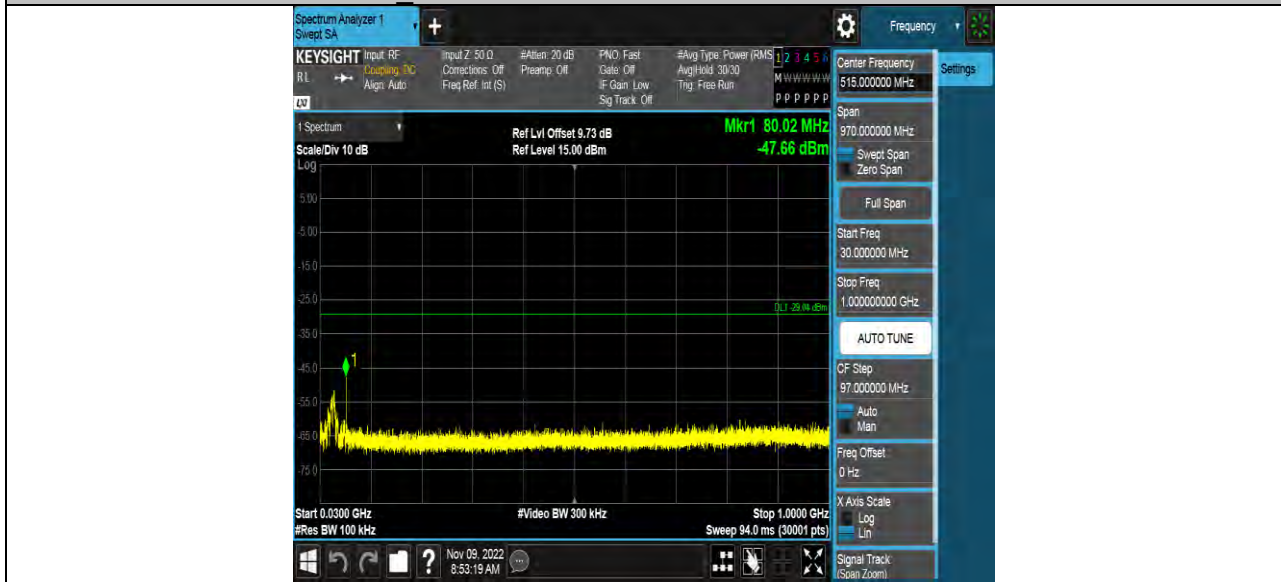 Spectrum Analyzer 1
Swept SA
+
Frequency
KEYSIGHT
RL
LXI
Input: RF
Coupling: DC
Align: Auto
Input Z: 50 Ω
Corrections: Off
Freq Ref: Int (S)
#Atten: 20 dB
Preamp: Off
PNO: Fast
Gate: Off
IF Gain: Low
Sig Track: Off
#Avg Type: Power (RMS
Avg|Hold: 30/30
Trig: Free Run
1 2 3 4 5 6
M W W W W W
P P P P P P
Settings
1 Spectrum
Scale/Div 10 dB
Ref Lvl Offset 9.73 dB
Ref Level 15.00 dBm
Mkr1 80.02 MHz
-47.66 dBm
Log
5.00
-5.00
-15.0
-25.0
DL1 -29.04 dBm
-35.0
1
-45.0
-55.0
-65.0
-75.0
Start 0.0300 GHz
#Res BW 100 kHz
#Video BW 300 kHz
Stop 1.0000 GHz
Sweep 94.0 ms (30001 pts)
Center Frequency
515.000000 MHz
Span
970.000000 MHz
Swept Span
Zero Span
Full Span
Start Freq
30.000000 MHz
Stop Freq
1.000000000 GHz
AUTO TUNE
CF Step
97.000000 MHz
Auto
Man
Freq Offset
0 Hz
X Axis Scale
Log
Lin
Signal Track
(Span Zoom)
?
Nov 09, 2022
8:53:19 AM